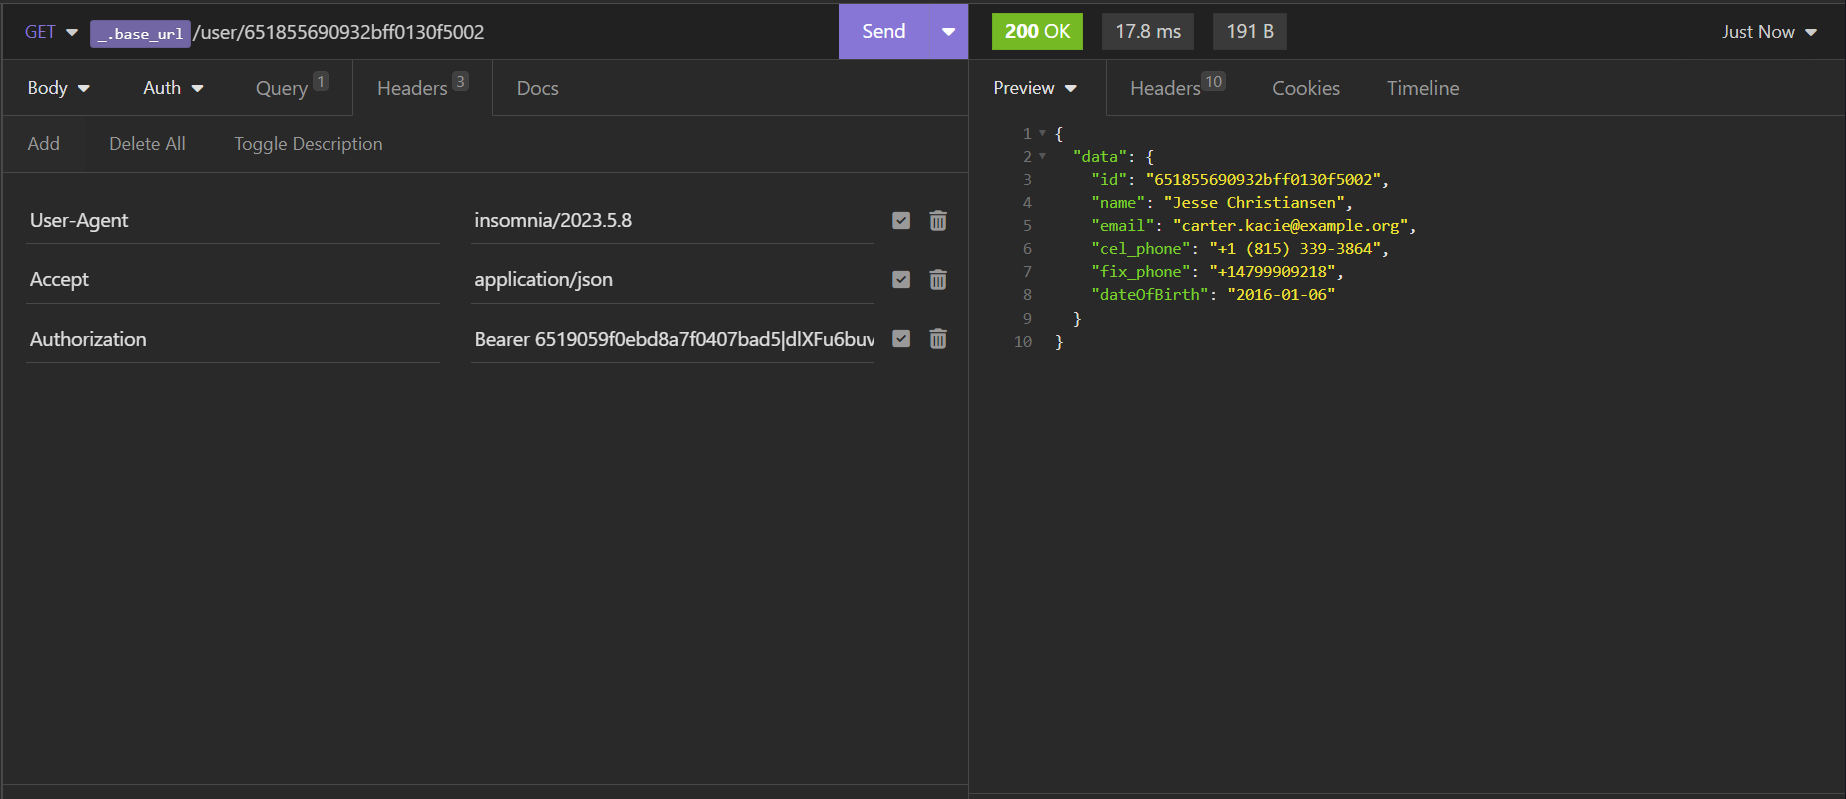 GET _.base_url /user/651855690932bff0130f5002 Send
Body Auth Query 1 Headers 3 Docs
Add Delete All Toggle Description
User-Agent insomnia/2023.5.8
Accept application/json
Authorization Bearer 6519059f0ebd8a7f0407bad5|dlXFu6buv
200 OK 17.8 ms 191 B Just Now
Preview Headers 10 Cookies Timeline
1 {
2 "data": {
3 "id": "651855690932bff0130f5002",
4 "name": "Jesse Christiansen",
5 "email": "carter.kacie@example.org",
6 "cel_phone": "+1 (815) 339-3864",
7 "fix_phone": "+14799909218",
8 "dateOfBirth": "2016-01-06"
9 }
10 }